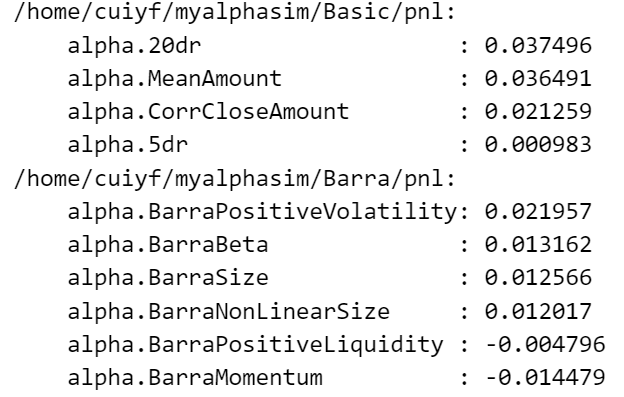 /home/cuiyf/myalphasim/Basic/pnl:
    alpha.20dr                   : 0.037496
    alpha.MeanAmount             : 0.036491
    alpha.CorrCloseAmount        : 0.021259
    alpha.5dr                    : 0.000983
/home/cuiyf/myalphasim/Barra/pnl:
    alpha.BarraPositiveVolatility: 0.021957
    alpha.BarraBeta              : 0.013162
    alpha.BarraSize              : 0.012566
    alpha.BarraNonLinearSize     : 0.012017
    alpha.BarraPositiveLiquidity : -0.004796
    alpha.BarraMomentum          : -0.014479